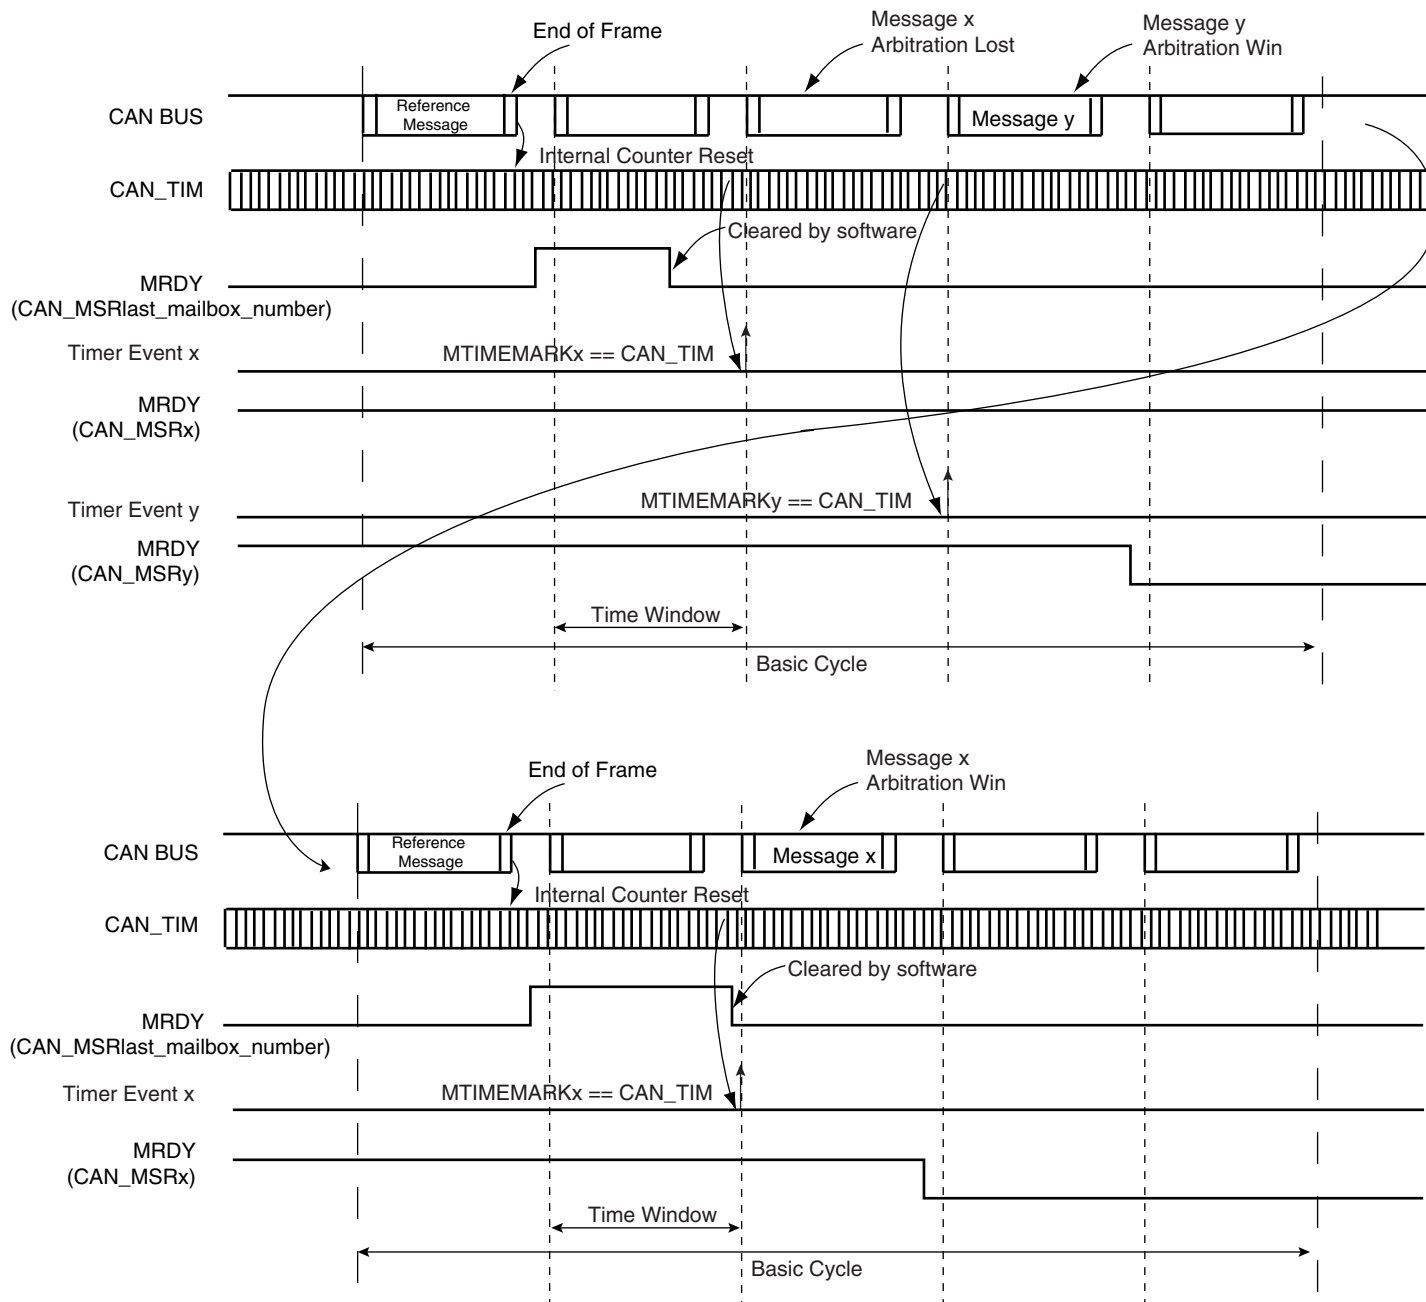 End of Frame
Message x
Arbitration Lost
Message y
Arbitration Win
CAN BUS
Reference
Message
Message y
Internal Counter Reset
CAN_TIM
Cleared by software
MRDY
(CAN_MSRlast_mailbox_number)
Timer Event x
MTIMEMARKx == CAN_TIM
MRDY
(CAN_MSRx)
Timer Event y
MTIMEMARKy == CAN_TIM
MRDY
(CAN_MSRy)
Time Window
Basic Cycle
End of Frame
Message x
Arbitration Win
CAN BUS
Reference
Message
Message x
Internal Counter Reset
CAN_TIM
Cleared by software
MRDY
(CAN_MSRlast_mailbox_number)
Timer Event x
MTIMEMARKx == CAN_TIM
MRDY
(CAN_MSRx)
Time Window
Basic Cycle